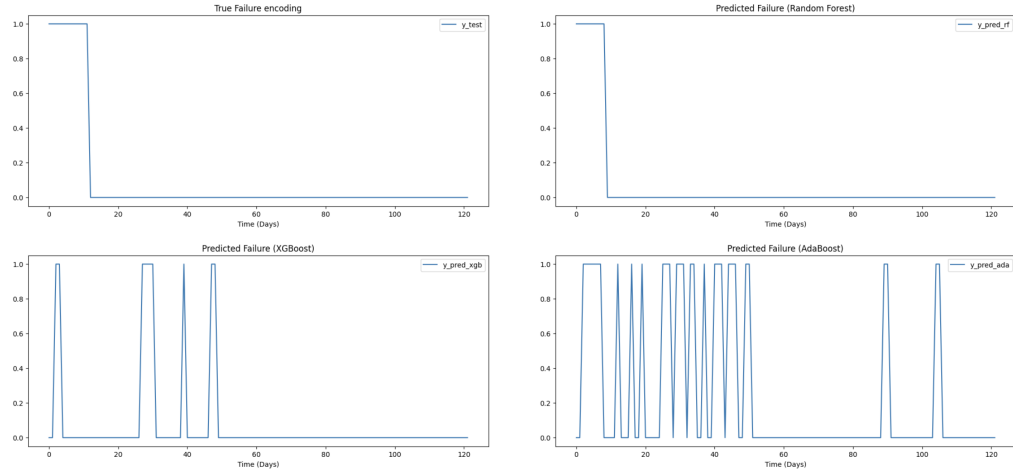 True Failure encoding
y_test
1.0
0.8
0.6
0.4
0.2
0.0
0 20 40 60 80 100 120
Time (Days)
Predicted Failure (Random Forest)
y_pred_rf
1.0
0.8
0.6
0.4
0.2
0.0
0 20 40 60 80 100 120
Time (Days)
Predicted Failure (XGBoost)
y_pred_xgb
1.0
0.8
0.6
0.4
0.2
0.0
0 20 40 60 80 100 120
Time (Days)
Predicted Failure (AdaBoost)
y_pred_ada
1.0
0.8
0.6
0.4
0.2
0.0
0 20 40 60 80 100 120
Time (Days)